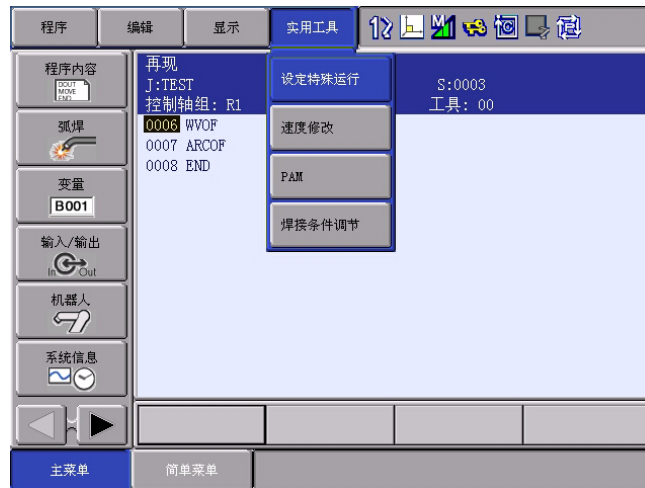 程序 编辑 显示 实用工具
程序内容
DOUT
MOVE
END
弧焊
变量
B001
输入/输出
In Out
机器人
系统信息
再现
J:TEST S:0003
控制轴组: R1 工具: 00
0006 WVOF
0007 ARCOF
0008 END
设定特殊运行
速度修改
PAM
焊接条件调节
主菜单 简单菜单